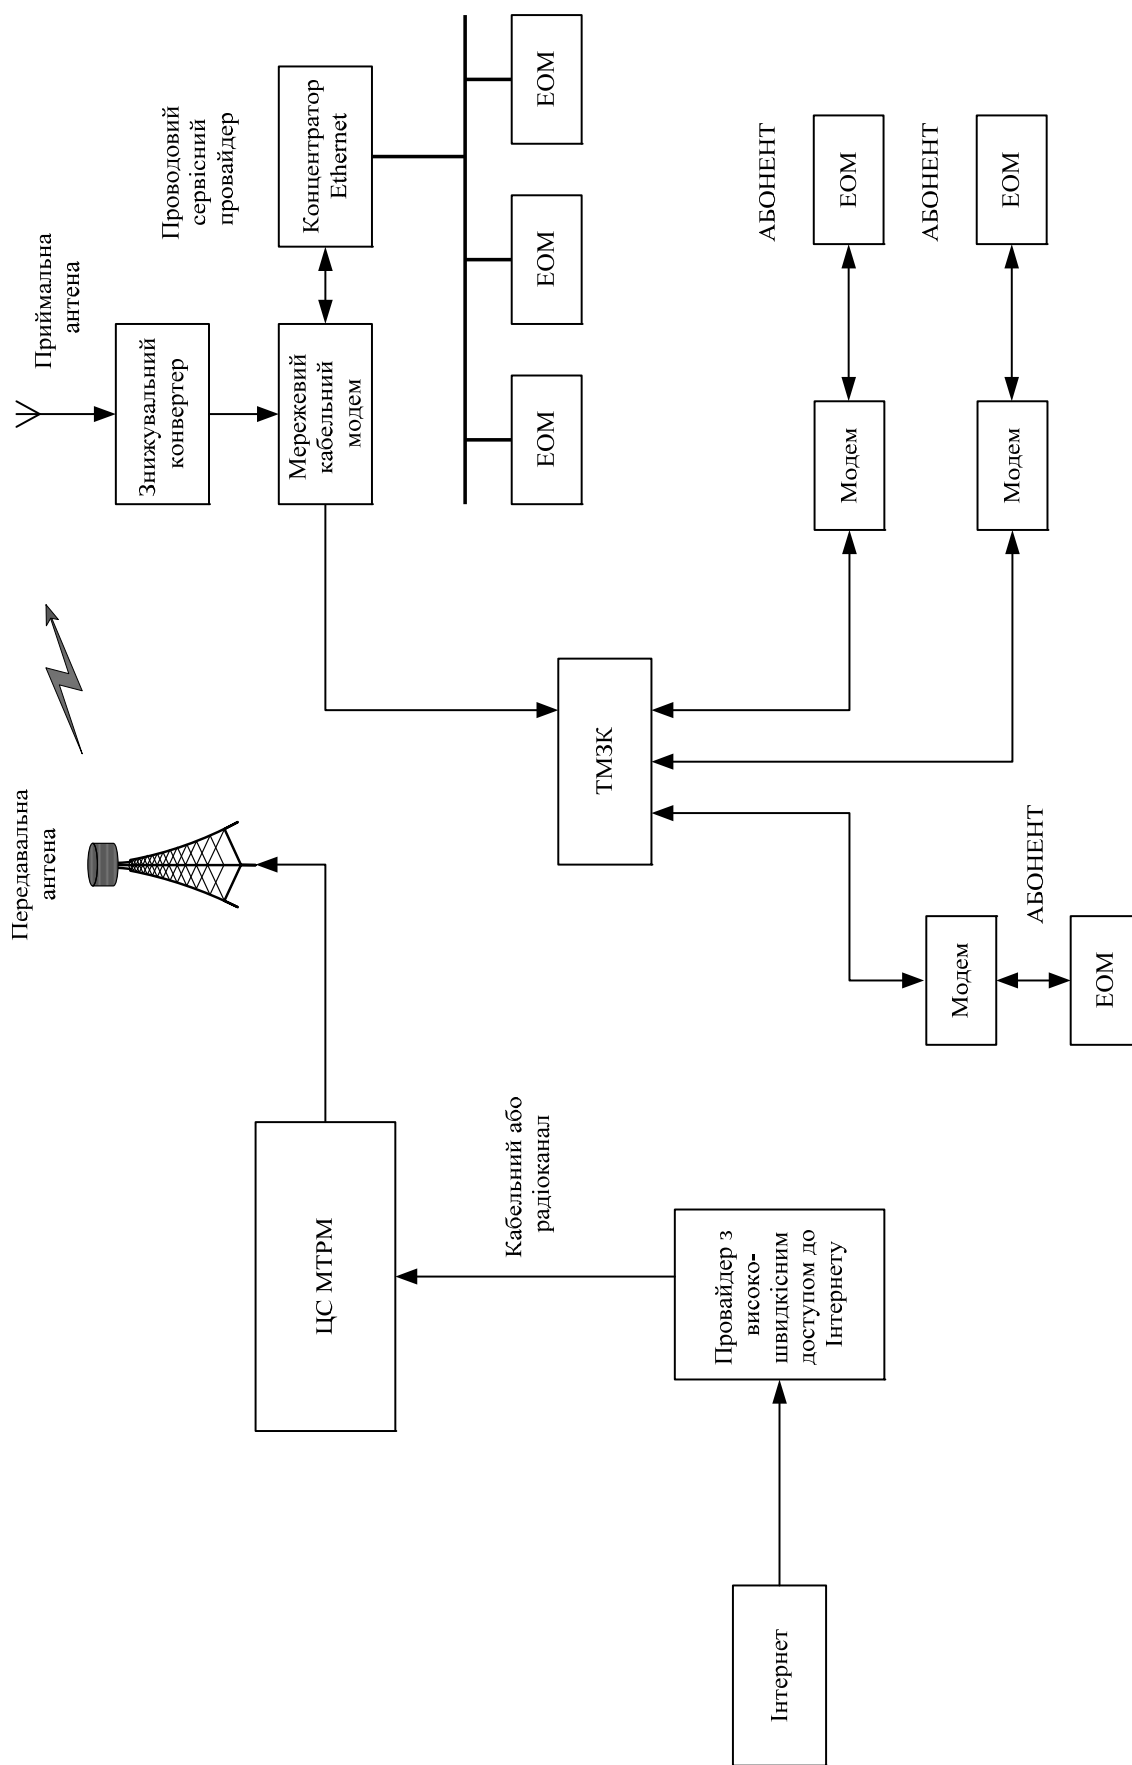 Передавальна
антена
Приймальна
антена
Знижувальний
конвертер
Проводовий
сервісний
провайдер
ЦС МТРМ
Мережевий
кабельний
модем
Концентратор
Ethernet
ЕОМ
ЕОМ
ЕОМ
Кабельний або
радіоканал
ТМЗК
Провайдер з
високо-
швидкісним
доступом до
Інтернету
Інтернет
АБОНЕНТ
Модем
ЕОМ
АБОНЕНТ
Модем
ЕОМ
Модем
АБОНЕНТ
ЕОМ